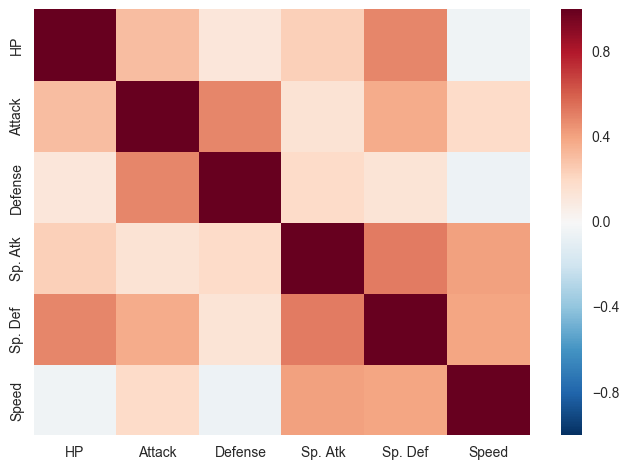 HP
Attack
Defense
Sp. Atk
Sp. Def
Speed
HP Attack Defense Sp. Atk Sp. Def Speed
0.8
0.4
0.0
−0.4
−0.8